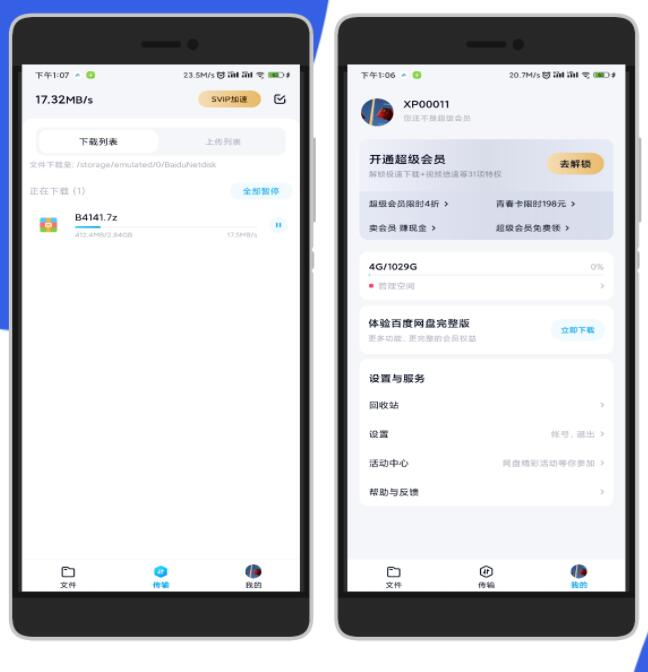 下午1:07
23.5M/s
17.32MB/s
SVIP加速
下载列表
上传列表
文件下载至: /storage/emulated/0/BaiduNetdisk
正在下载 (1)
全部暂停
B4141.7z
412.4MB/2.84GB
17.5MB/s
文件
传输
我的
下午1:06
20.7M/s
XP00011
您还不是超级会员
开通超级会员
解锁极速下载+视频倍速等31项特权
去解锁
超级会员限时4折 >
青春卡限时198元 >
卖会员 赚现金 >
超级会员免费领 >
4G/1029G
0%
管理空间 >
体验百度网盘完整版
更多功能，更完整的会员权益
立即下载
设置与服务
回收站 >
设置
帐号、退出 >
活动中心
网盘精彩活动等你参加 >
帮助与反馈 >
文件
传输
我的